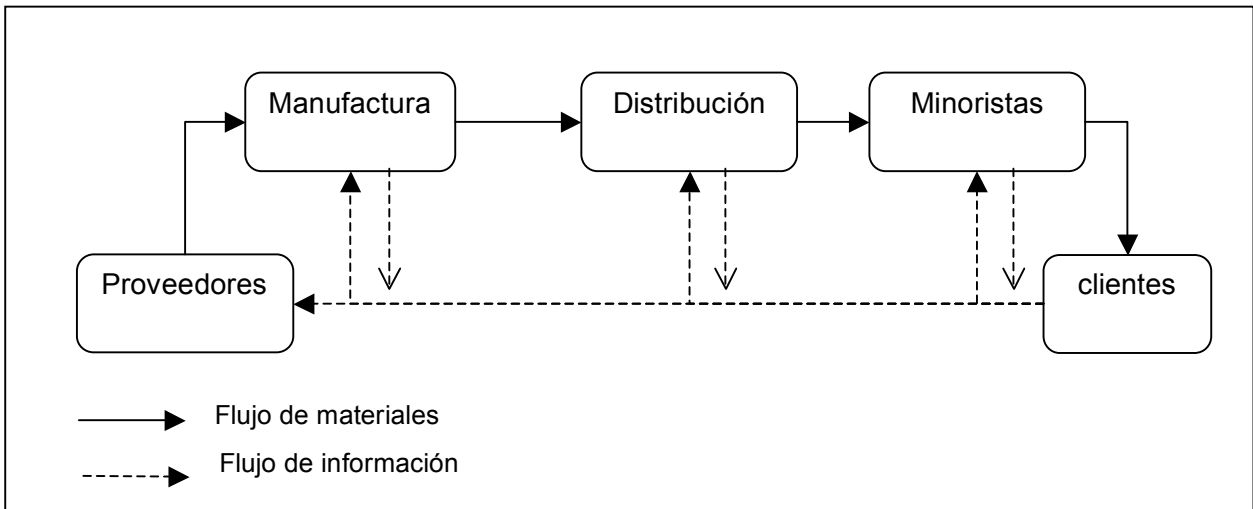 Manufactura
Distribución
Minoristas
Proveedores
clientes
Flujo de materiales
Flujo de información